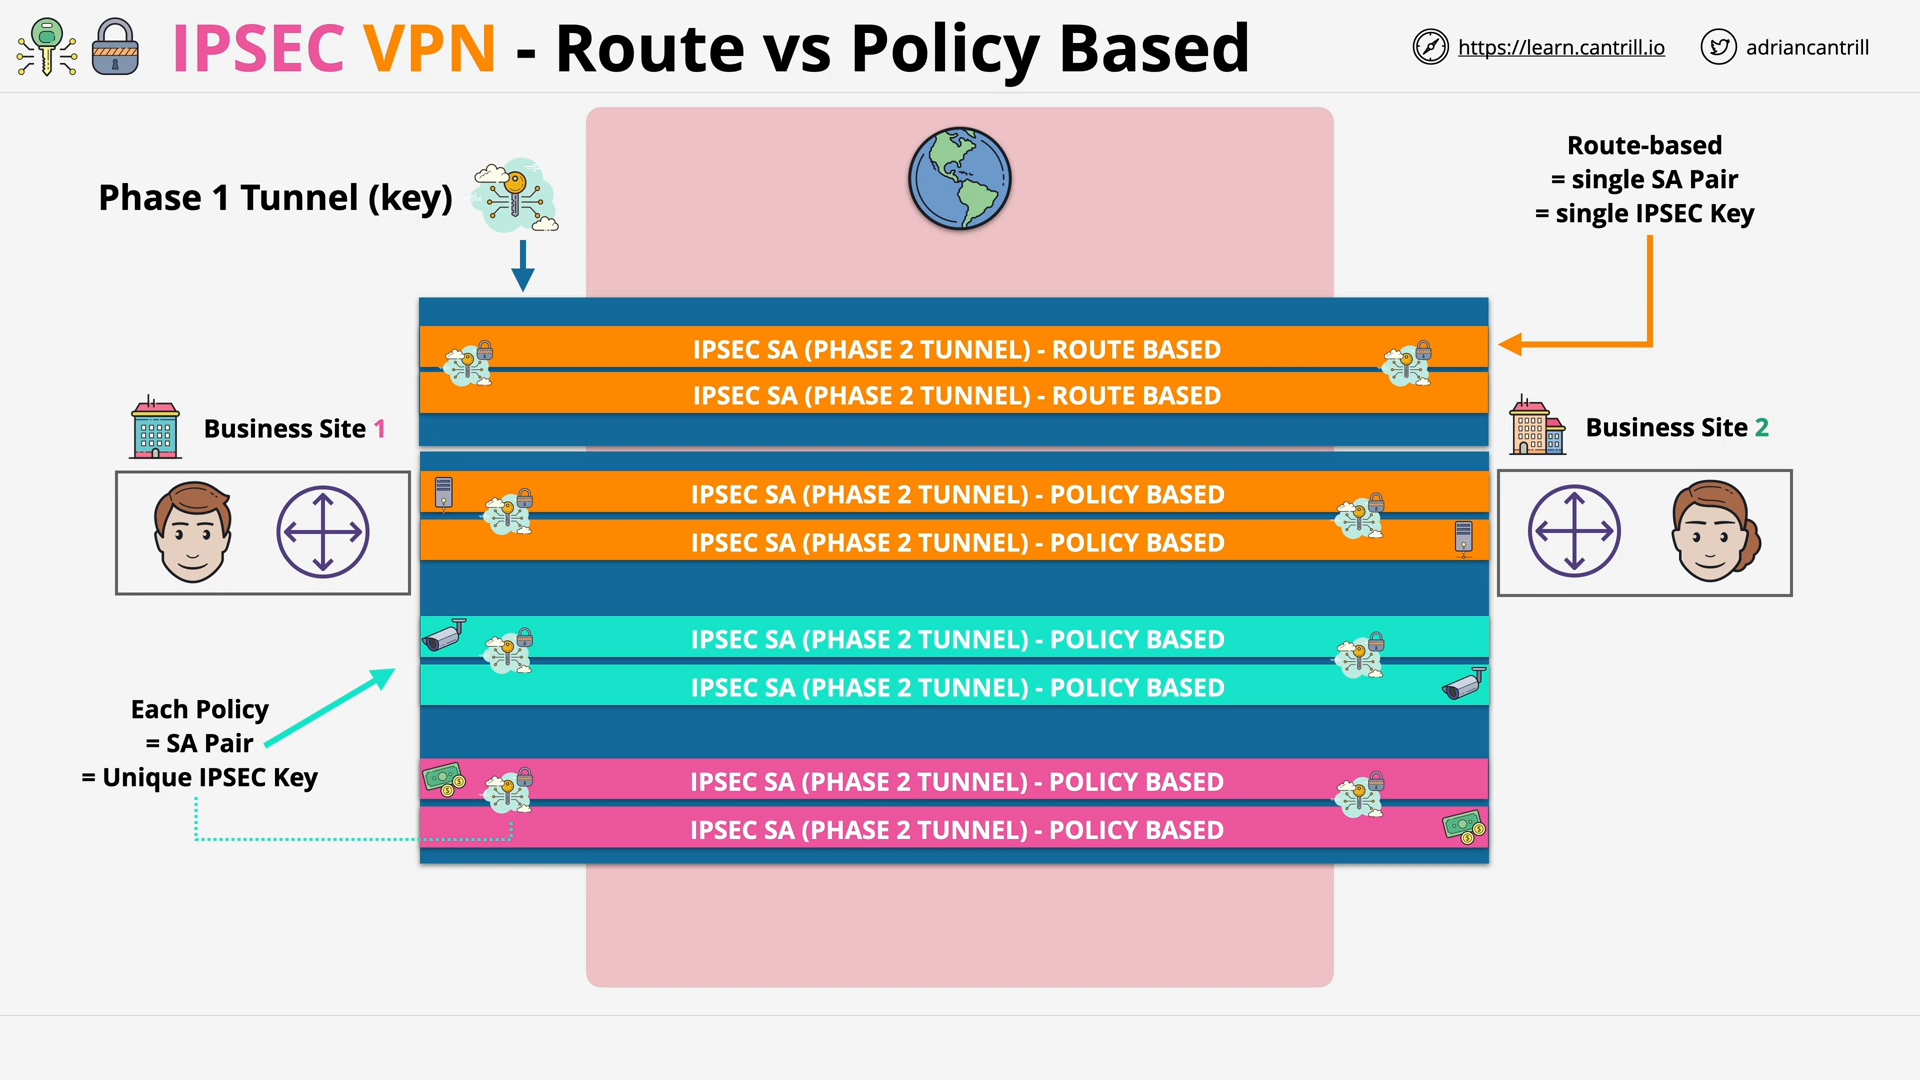 IPSEC VPN - Route vs Policy Based
https://learn.cantrill.io
adriancantrill
Phase 1 Tunnel (key)
Route-based
= single SA Pair
= single IPSEC Key
IPSEC SA (PHASE 2 TUNNEL) - ROUTE BASED
IPSEC SA (PHASE 2 TUNNEL) - ROUTE BASED
Business Site 1
Business Site 2
IPSEC SA (PHASE 2 TUNNEL) - POLICY BASED
IPSEC SA (PHASE 2 TUNNEL) - POLICY BASED
IPSEC SA (PHASE 2 TUNNEL) - POLICY BASED
IPSEC SA (PHASE 2 TUNNEL) - POLICY BASED
Each Policy
= SA Pair
= Unique IPSEC Key
IPSEC SA (PHASE 2 TUNNEL) - POLICY BASED
IPSEC SA (PHASE 2 TUNNEL) - POLICY BASED